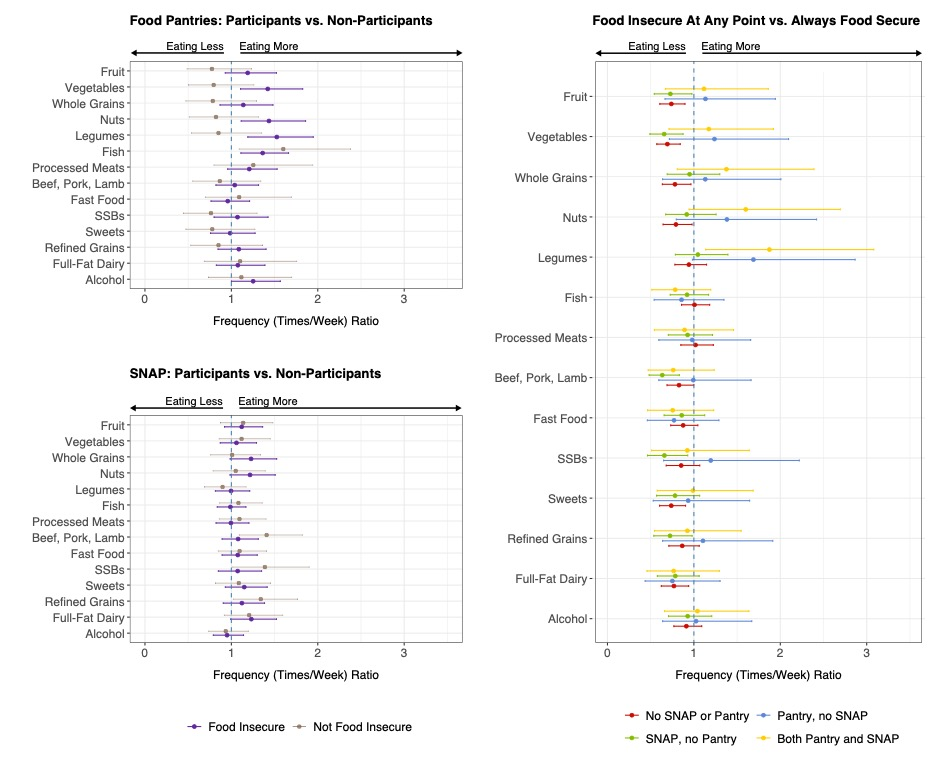 Food Pantries: Participants vs. Non-Participants
Eating Less Eating More
Fruit
Vegetables
Whole Grains
Nuts
Legumes
Fish
Processed Meats
Beef, Pork, Lamb
Fast Food
SSBs
Sweets
Refined Grains
Full-Fat Dairy
Alcohol
0 1 2 3
Frequency (Times/Week) Ratio
SNAP: Participants vs. Non-Participants
Eating Less Eating More
Fruit
Vegetables
Whole Grains
Nuts
Legumes
Fish
Processed Meats
Beef, Pork, Lamb
Fast Food
SSBs
Sweets
Refined Grains
Full-Fat Dairy
Alcohol
0 1 2 3
Frequency (Times/Week) Ratio
Food Insecure Not Food Insecure
Food Insecure At Any Point vs. Always Food Secure
Eating Less Eating More
Fruit
Vegetables
Whole Grains
Nuts
Legumes
Fish
Processed Meats
Beef, Pork, Lamb
Fast Food
SSBs
Sweets
Refined Grains
Full-Fat Dairy
Alcohol
0 1 2 3
Frequency (Times/Week) Ratio
No SNAP or Pantry Pantry, no SNAP
SNAP, no Pantry Both Pantry and SNAP